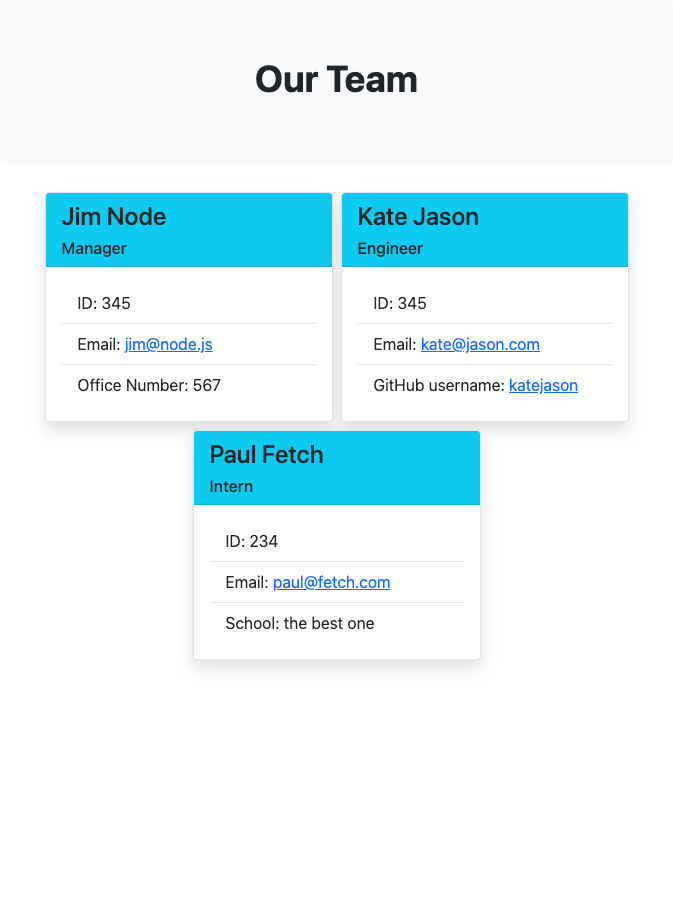 Our Team
Jim Node
Manager
ID: 345
Email: jim@node.js
Office Number: 567
Kate Jason
Engineer
ID: 345
Email: kate@jason.com
GitHub username: katejason
Paul Fetch
Intern
ID: 234
Email: paul@fetch.com
School: the best one